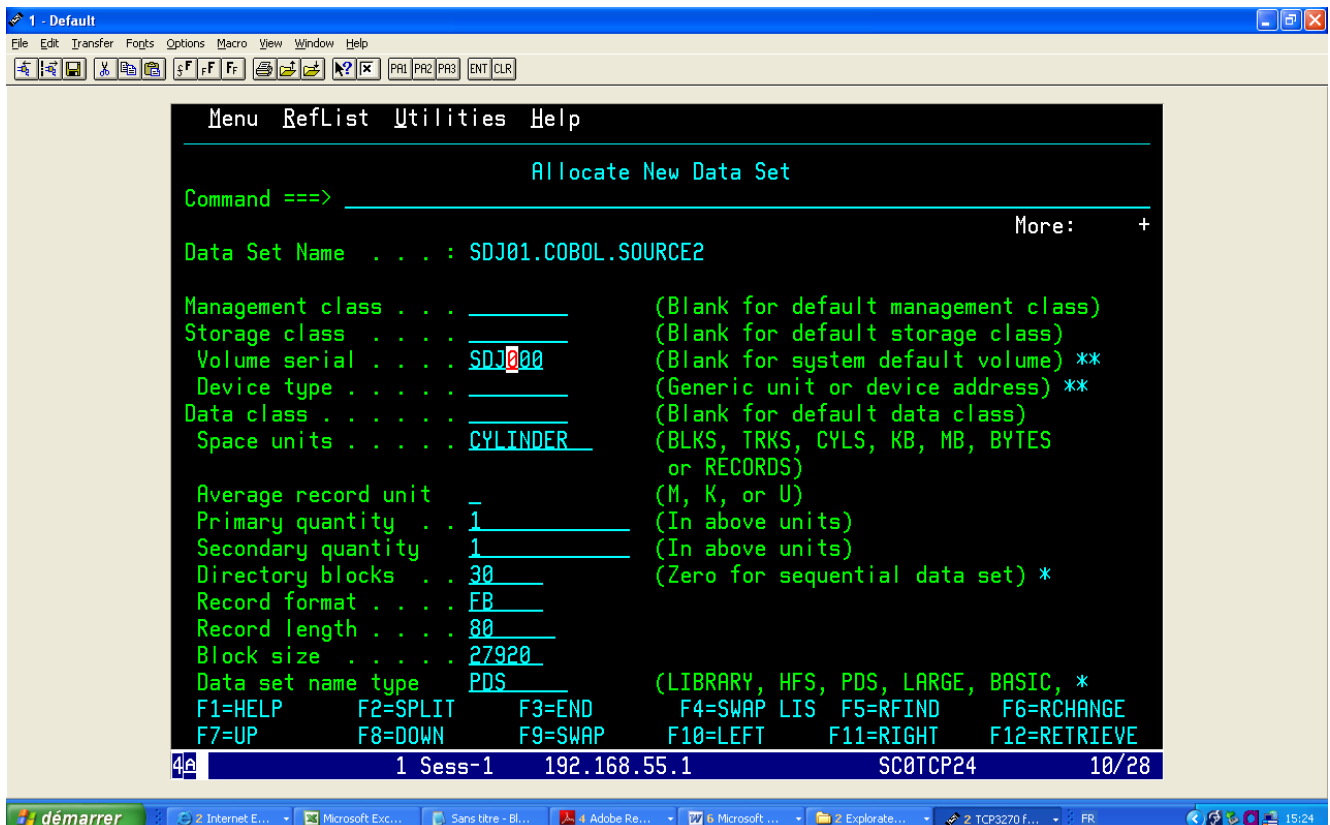 1 - Default
File Edit Transfer Fonts Options Macro View Window Help
PA1 PA2 PA3 ENT CLR
Menu RefList Utilities Help
Allocate New Data Set
Command ===>
More: +
Data Set Name . . . : SDJ01.COBOL.SOURCE2
Management class . . . (Blank for default management class)
Storage class . . . . (Blank for default storage class)
Volume serial . . . . SDJ000 (Blank for system default volume) **
Device type . . . . . (Generic unit or device address) **
Data class . . . . . . (Blank for default data class)
Space units . . . . . CYLINDER (BLKS, TRKS, CYLS, KB, MB, BYTES
or RECORDS)
Average record unit (M, K, or U)
Primary quantity . . 1 (In above units)
Secondary quantity 1 (In above units)
Directory blocks . . 30 (Zero for sequential data set) *
Record format . . . . FB
Record length . . . . 80
Block size . . . . . 27920
Data set name type PDS (LIBRARY, HFS, PDS, LARGE, BASIC, *
F1=HELP F2=SPLIT F3=END F4=SWAP LIS F5=RFIND F6=RCHANGE
F7=UP F8=DOWN F9=SWAP F10=LEFT F11=RIGHT F12=RETRIEVE
4A 1 Sess-1 192.168.55.1 SC0TCP24 10/28
démarrer 2 Internet E... Microsoft Exc... Sans titre - Bl... 4 Adobe Re... 6 Microsoft ... 2 Explorate... 2 TCP3270 f... FR 15:24